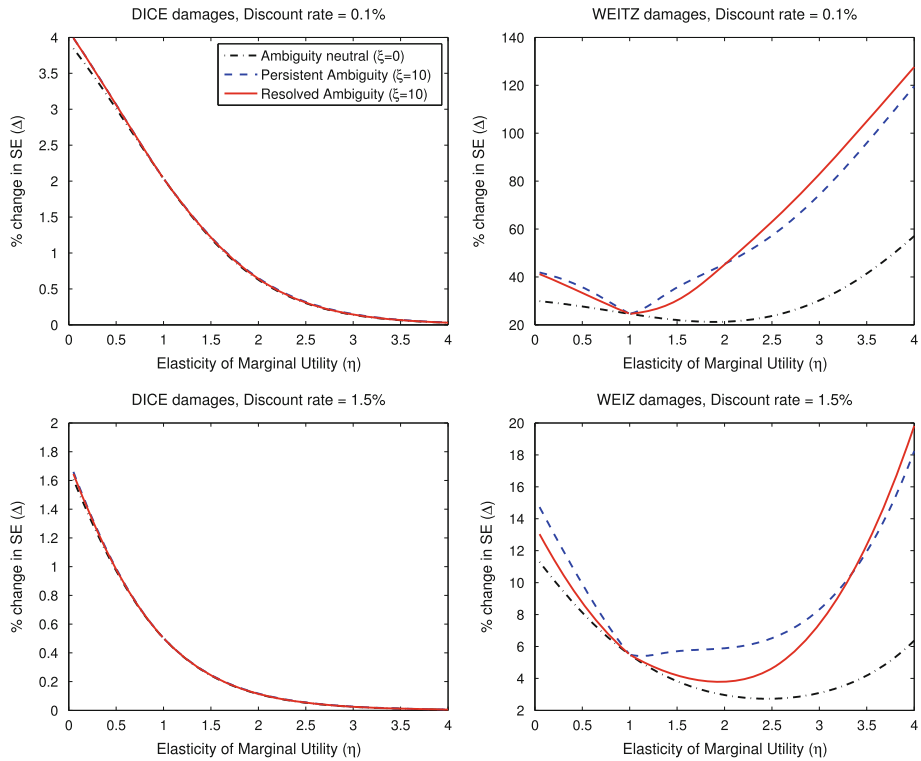 DICE damages, Discount rate = 0.1%
% change in SE (Δ)
4
3.5
3
2.5
2
1.5
1
0.5
0
Ambiguity neutral (ξ=0)
Persistent Ambiguity (ξ=10)
Resolved Ambiguity (ξ=10)
0 0.5 1 1.5 2 2.5 3 3.5 4
Elasticity of Marginal Utility (η)
WEITZ damages, Discount rate = 0.1%
% change in SE (Δ)
140
120
100
80
60
40
20
0 0.5 1 1.5 2 2.5 3 3.5 4
Elasticity of Marginal Utility (η)
DICE damages, Discount rate = 1.5%
% change in SE (Δ)
2
1.8
1.6
1.4
1.2
1
0.8
0.6
0.4
0.2
0
0 0.5 1 1.5 2 2.5 3 3.5 4
Elasticity of Marginal Utility (η)
WEIZ damages, Discount rate = 1.5%
% change in SE (Δ)
20
18
16
14
12
10
8
6
4
2
0 0.5 1 1.5 2 2.5 3 3.5 4
Elasticity of Marginal Utility (η)